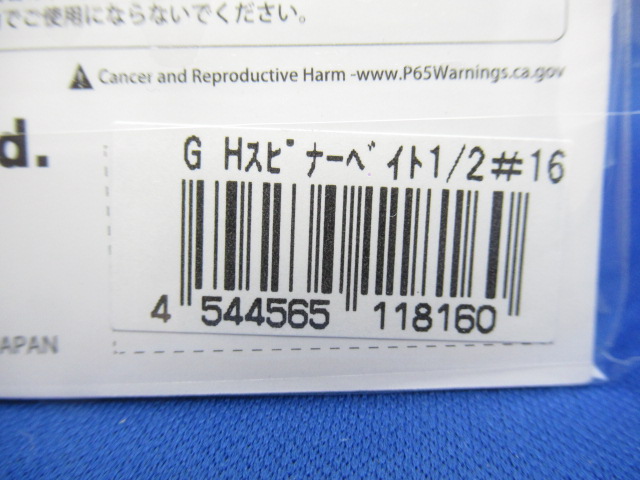 でご使用にならないでください。
Cancer and Reproductive Harm -www.P65Warnings.ca.gov
d.
G Hｽﾋﾟﾅｰﾍﾞｲﾄ1/2#16
4 544565 118160
JAPAN